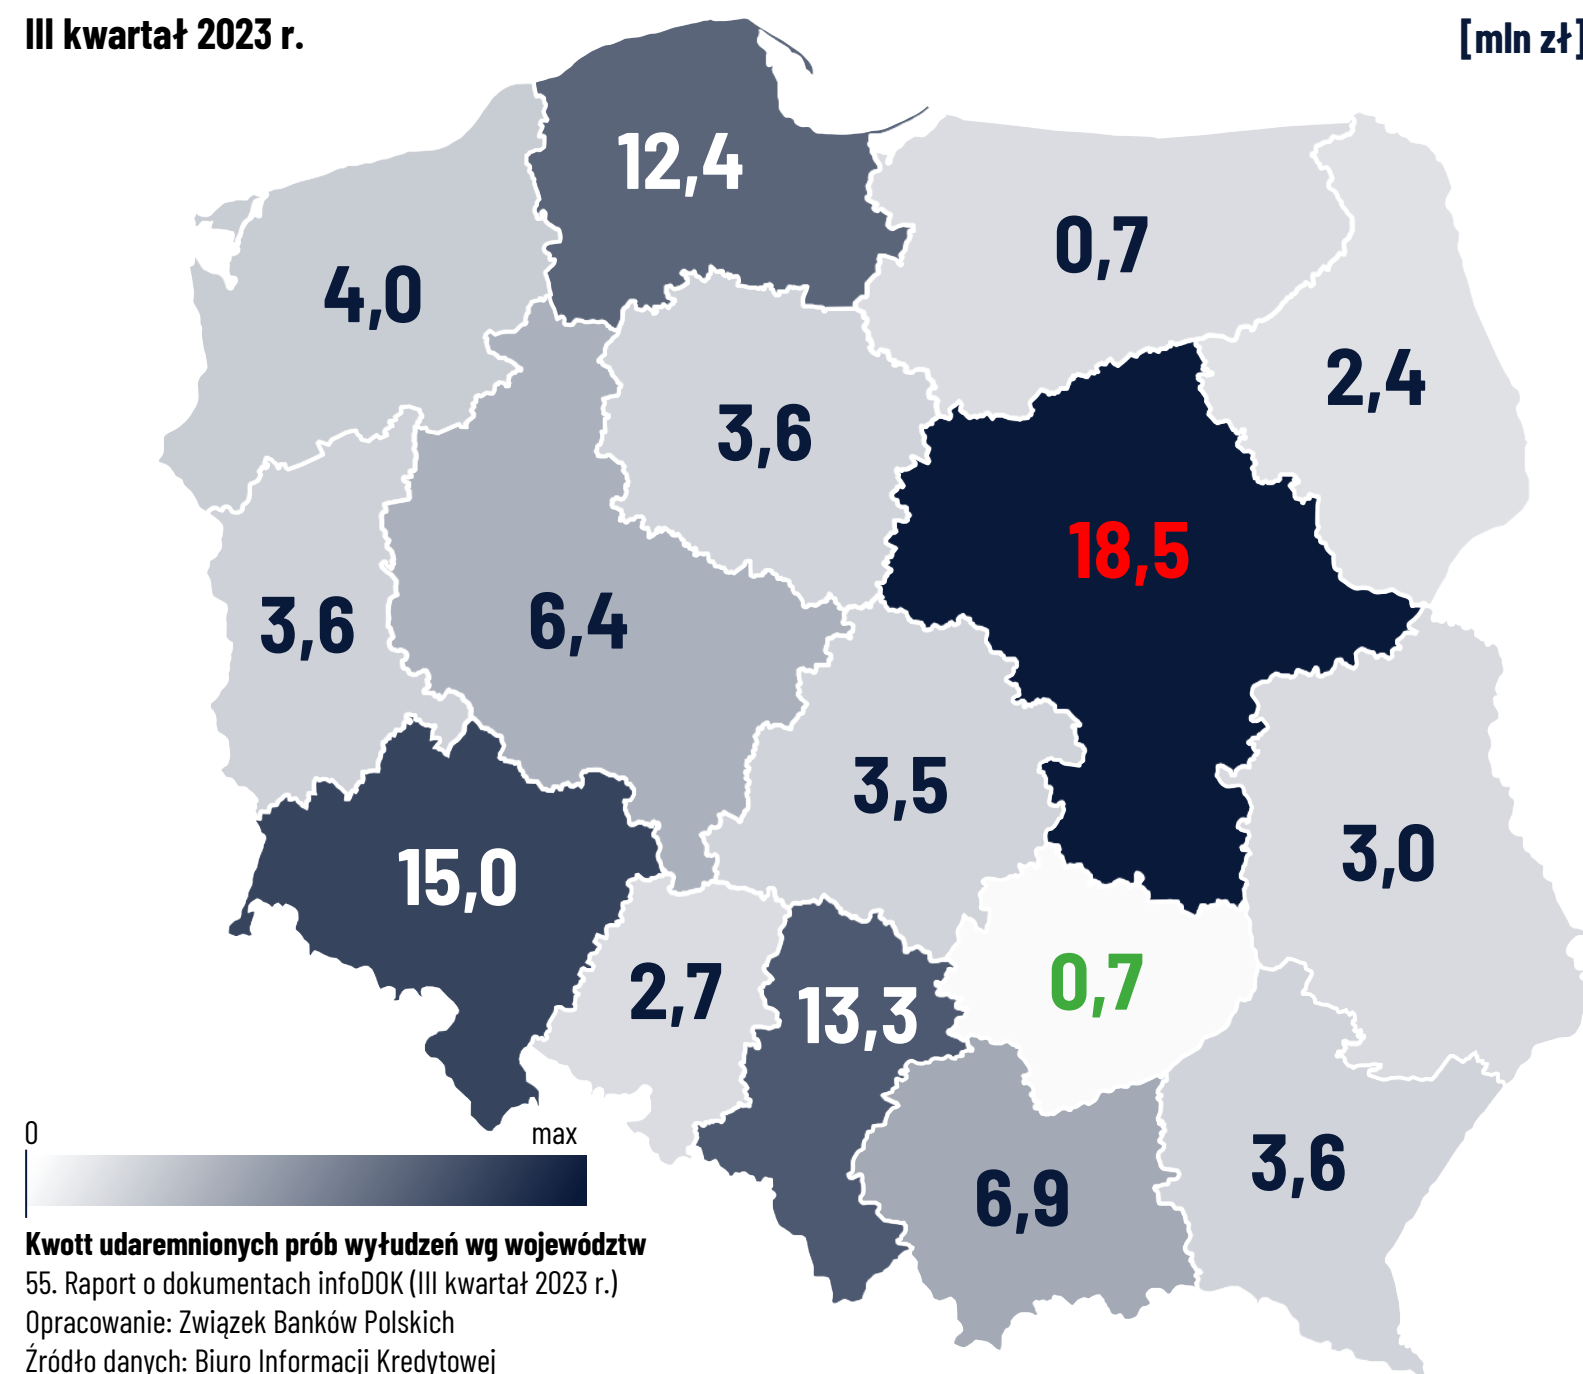 III kwartał 2023 r.
[mln zł]
12,4
0,7
4,0
2,4
3,6
18,5
3,6
6,4
3,5
3,0
15,0
2,7
13,3
0,7
6,9
3,6
0
max
Kwott udaremnionych prób wyłudzeń wg województw
55. Raport o dokumentach infoDOK (III kwartał 2023 r.)
Opracowanie: Związek Banków Polskich
Źródło danych: Biuro Informacji Kredytowej